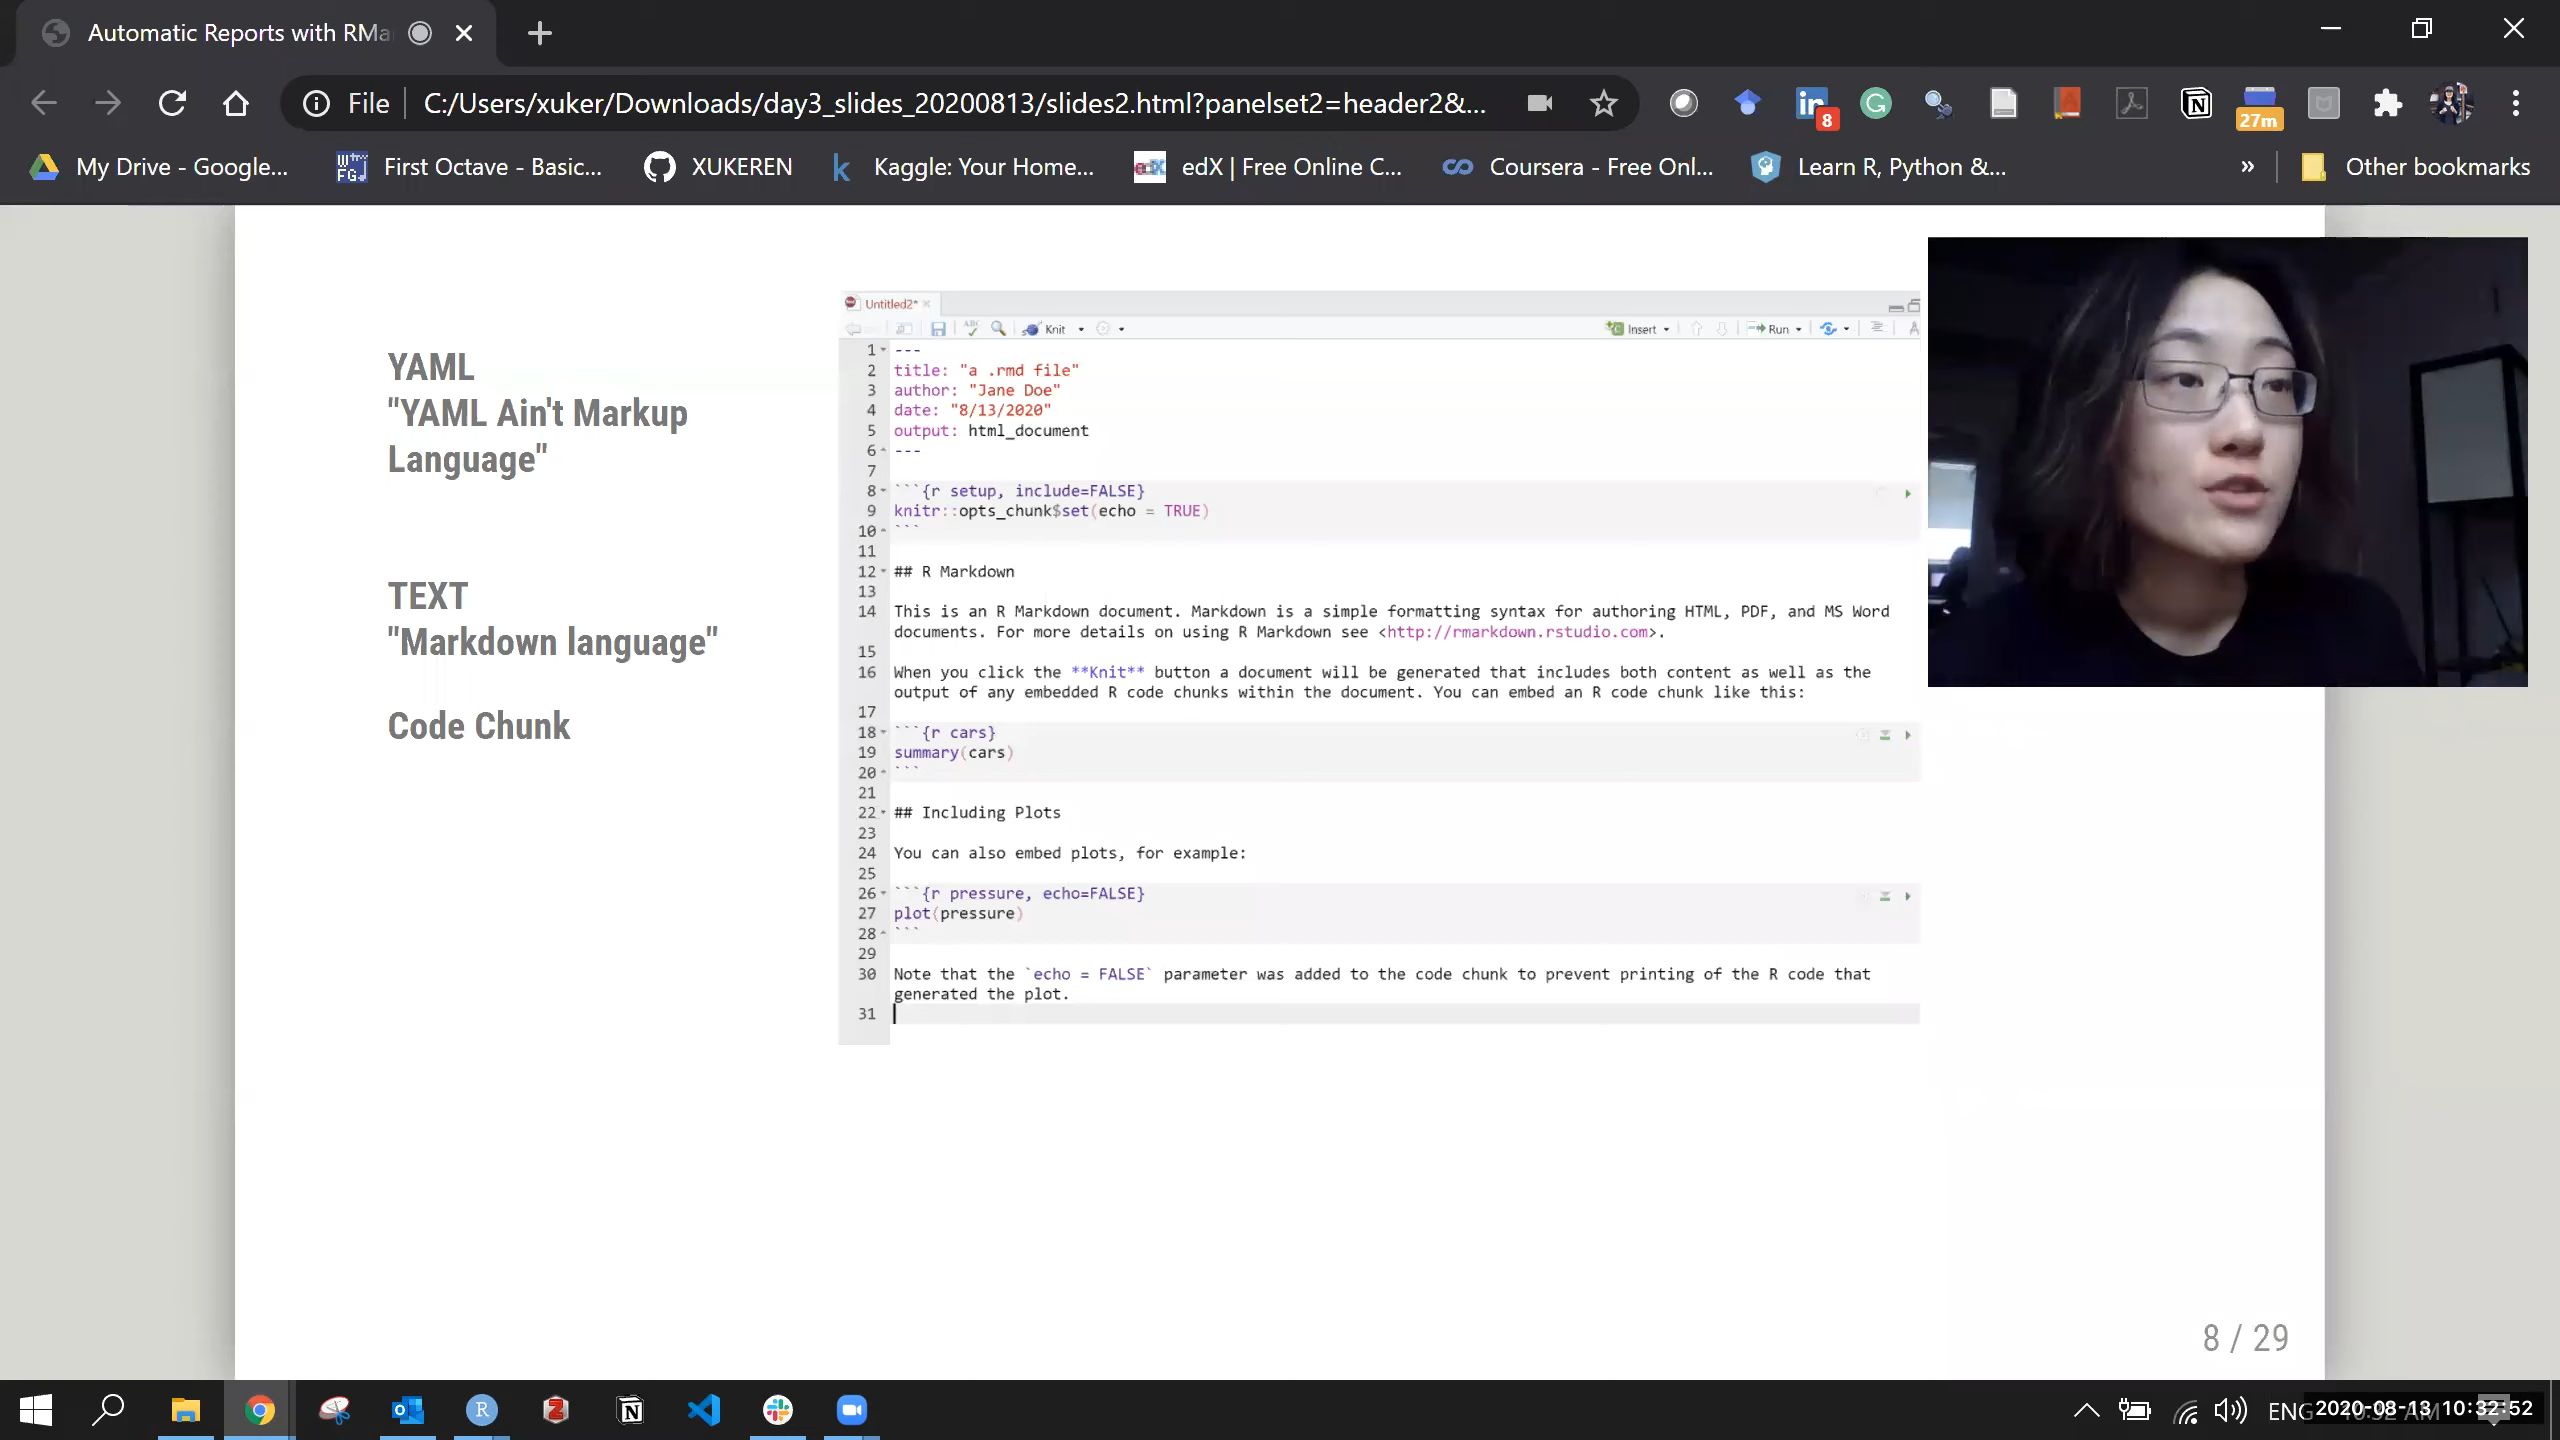 Automatic Reports with RMa
File C:/Users/xuker/Downloads/day3_slides_20200813/slides2.html?panelset2=header2&...
8
27m
My Drive - Google... First Octave - Basic... XUKEREN Kaggle: Your Home... edX | Free Online C... Coursera - Free Onl... Learn R, Python &... » Other bookmarks
YAML
"YAML Ain't Markup
Language"
TEXT
"Markdown language"
Code Chunk
Untitled2*
Knit Insert Run
1 ---
2 title: "a .rmd file"
3 author: "Jane Doe"
4 date: "8/13/2020"
5 output: html_document
6 ---
7
8 ```{r setup, include=FALSE}
9 knitr::opts_chunk$set(echo = TRUE)
10 ```
11
12 ## R Markdown
13
14 This is an R Markdown document. Markdown is a simple formatting syntax for authoring HTML, PDF, and MS Word
documents. For more details on using R Markdown see <http://rmarkdown.rstudio.com>.
15
16 When you click the **Knit** button a document will be generated that includes both content as well as the
output of any embedded R code chunks within the document. You can embed an R code chunk like this:
17
18 ```{r cars}
19 summary(cars)
20 ```
21
22 ## Including Plots
23
24 You can also embed plots, for example:
25
26 ```{r pressure, echo=FALSE}
27 plot(pressure)
28 ```
29
30 Note that the `echo = FALSE` parameter was added to the code chunk to prevent printing of the R code that
generated the plot.
31
8 / 29
ENG 2020-08-13 10:32:52